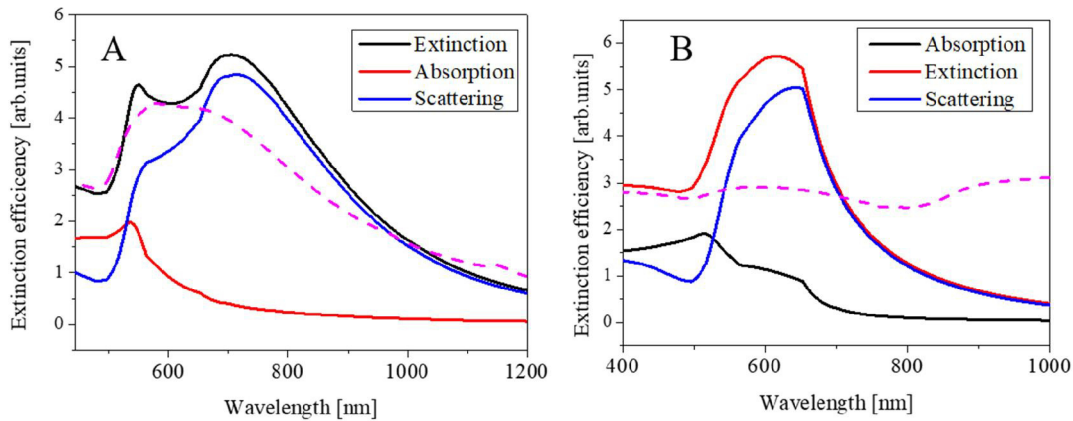 A
Extinction
Absorption
Scattering
6
5
4
3
2
1
0
Extinction efficency [arb.units]
600
800
1000
1200
Wavelength [nm]
B
Absorption
Extinction
Scattering
6
5
4
3
2
1
0
Extinction efficiency [arb.units]
400
600
800
1000
Wavelength [nm]